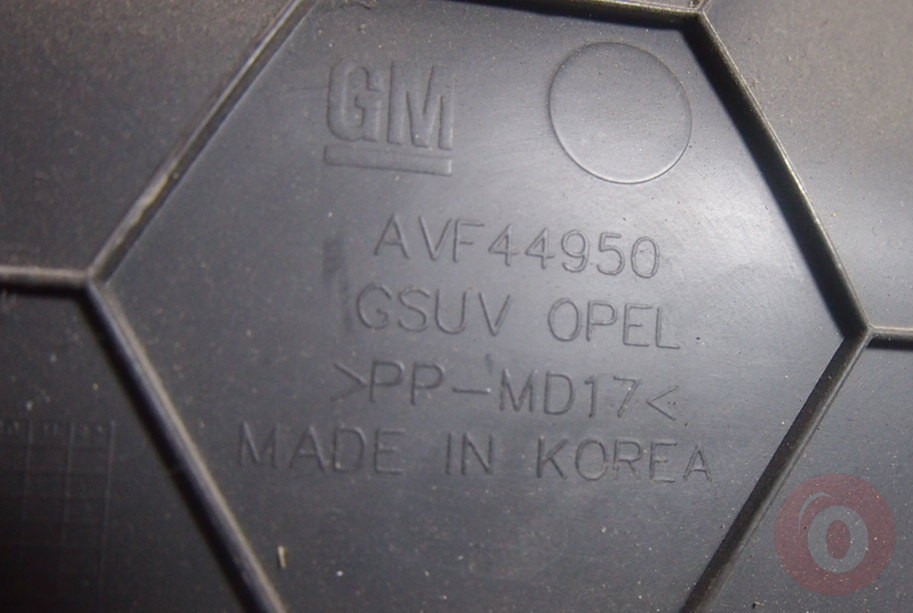 GM
AVF44950
GSUV OPEL
>PP-MD17<
MADE IN KOREA